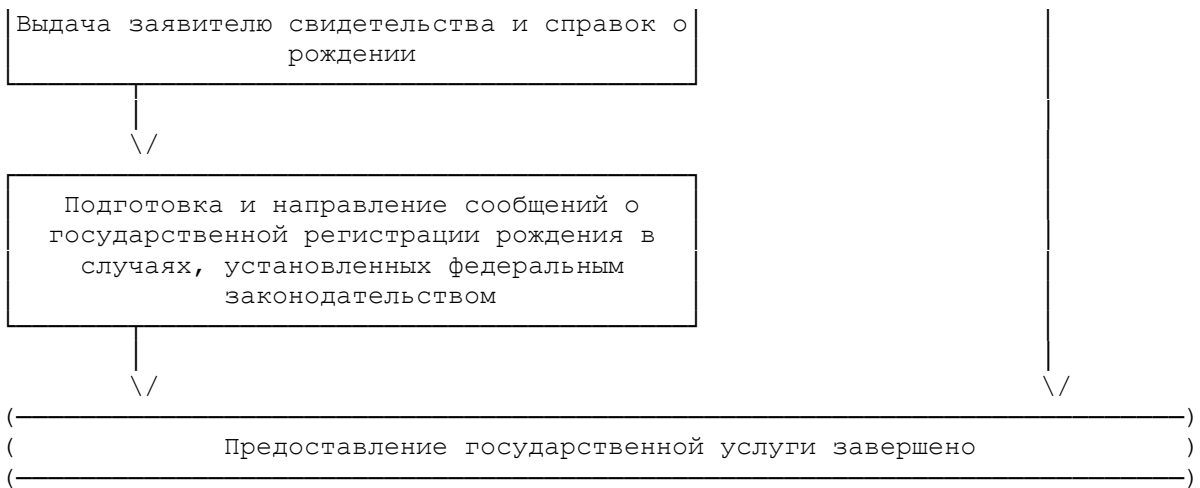 Выдача заявителю свидетельства и справок о
рождении
\/
Подготовка и направление сообщений о
государственной регистрации рождения в
случаях, установленных федеральным
законодательством
\/ \/
( )
( Предоставление государственной услуги завершено )
( )